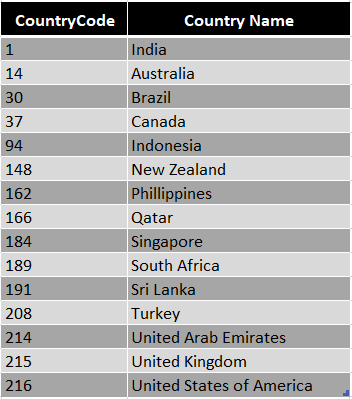 CountryCode Country Name
1 India
14 Australia
30 Brazil
37 Canada
94 Indonesia
148 New Zealand
162 Phillippines
166 Qatar
184 Singapore
189 South Africa
191 Sri Lanka
208 Turkey
214 United Arab Emirates
215 United Kingdom
216 United States of America